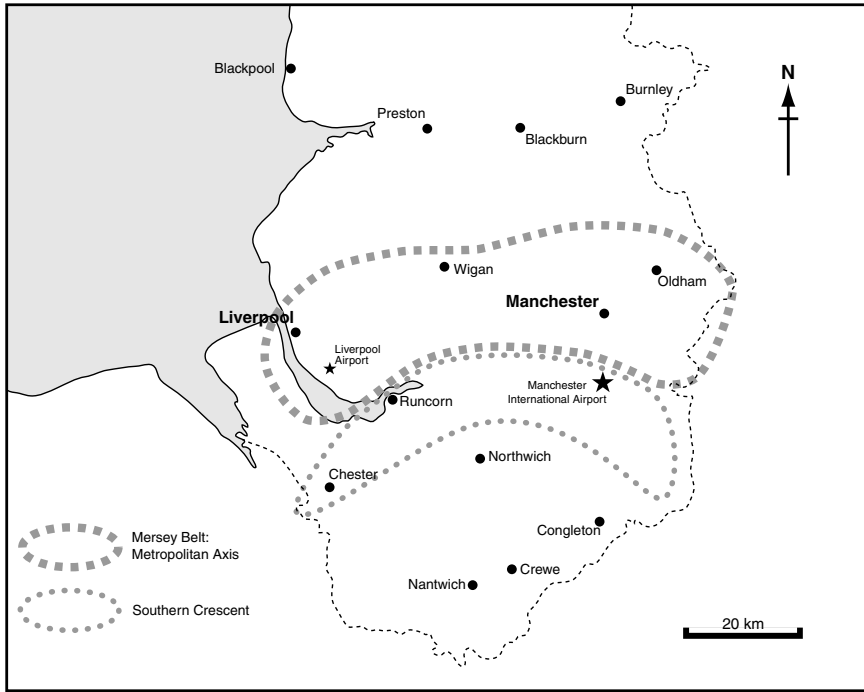 Blackpool
N
Burnley
Preston
Blackburn
Wigan
Oldham
Manchester
Liverpool
Liverpool
Airport
Manchester
International Airport
Runcorn
Northwich
Chester
Congleton
Mersey Belt:
Metropolitan Axis
Crewe
Nantwich
Southern Crescent
20 km